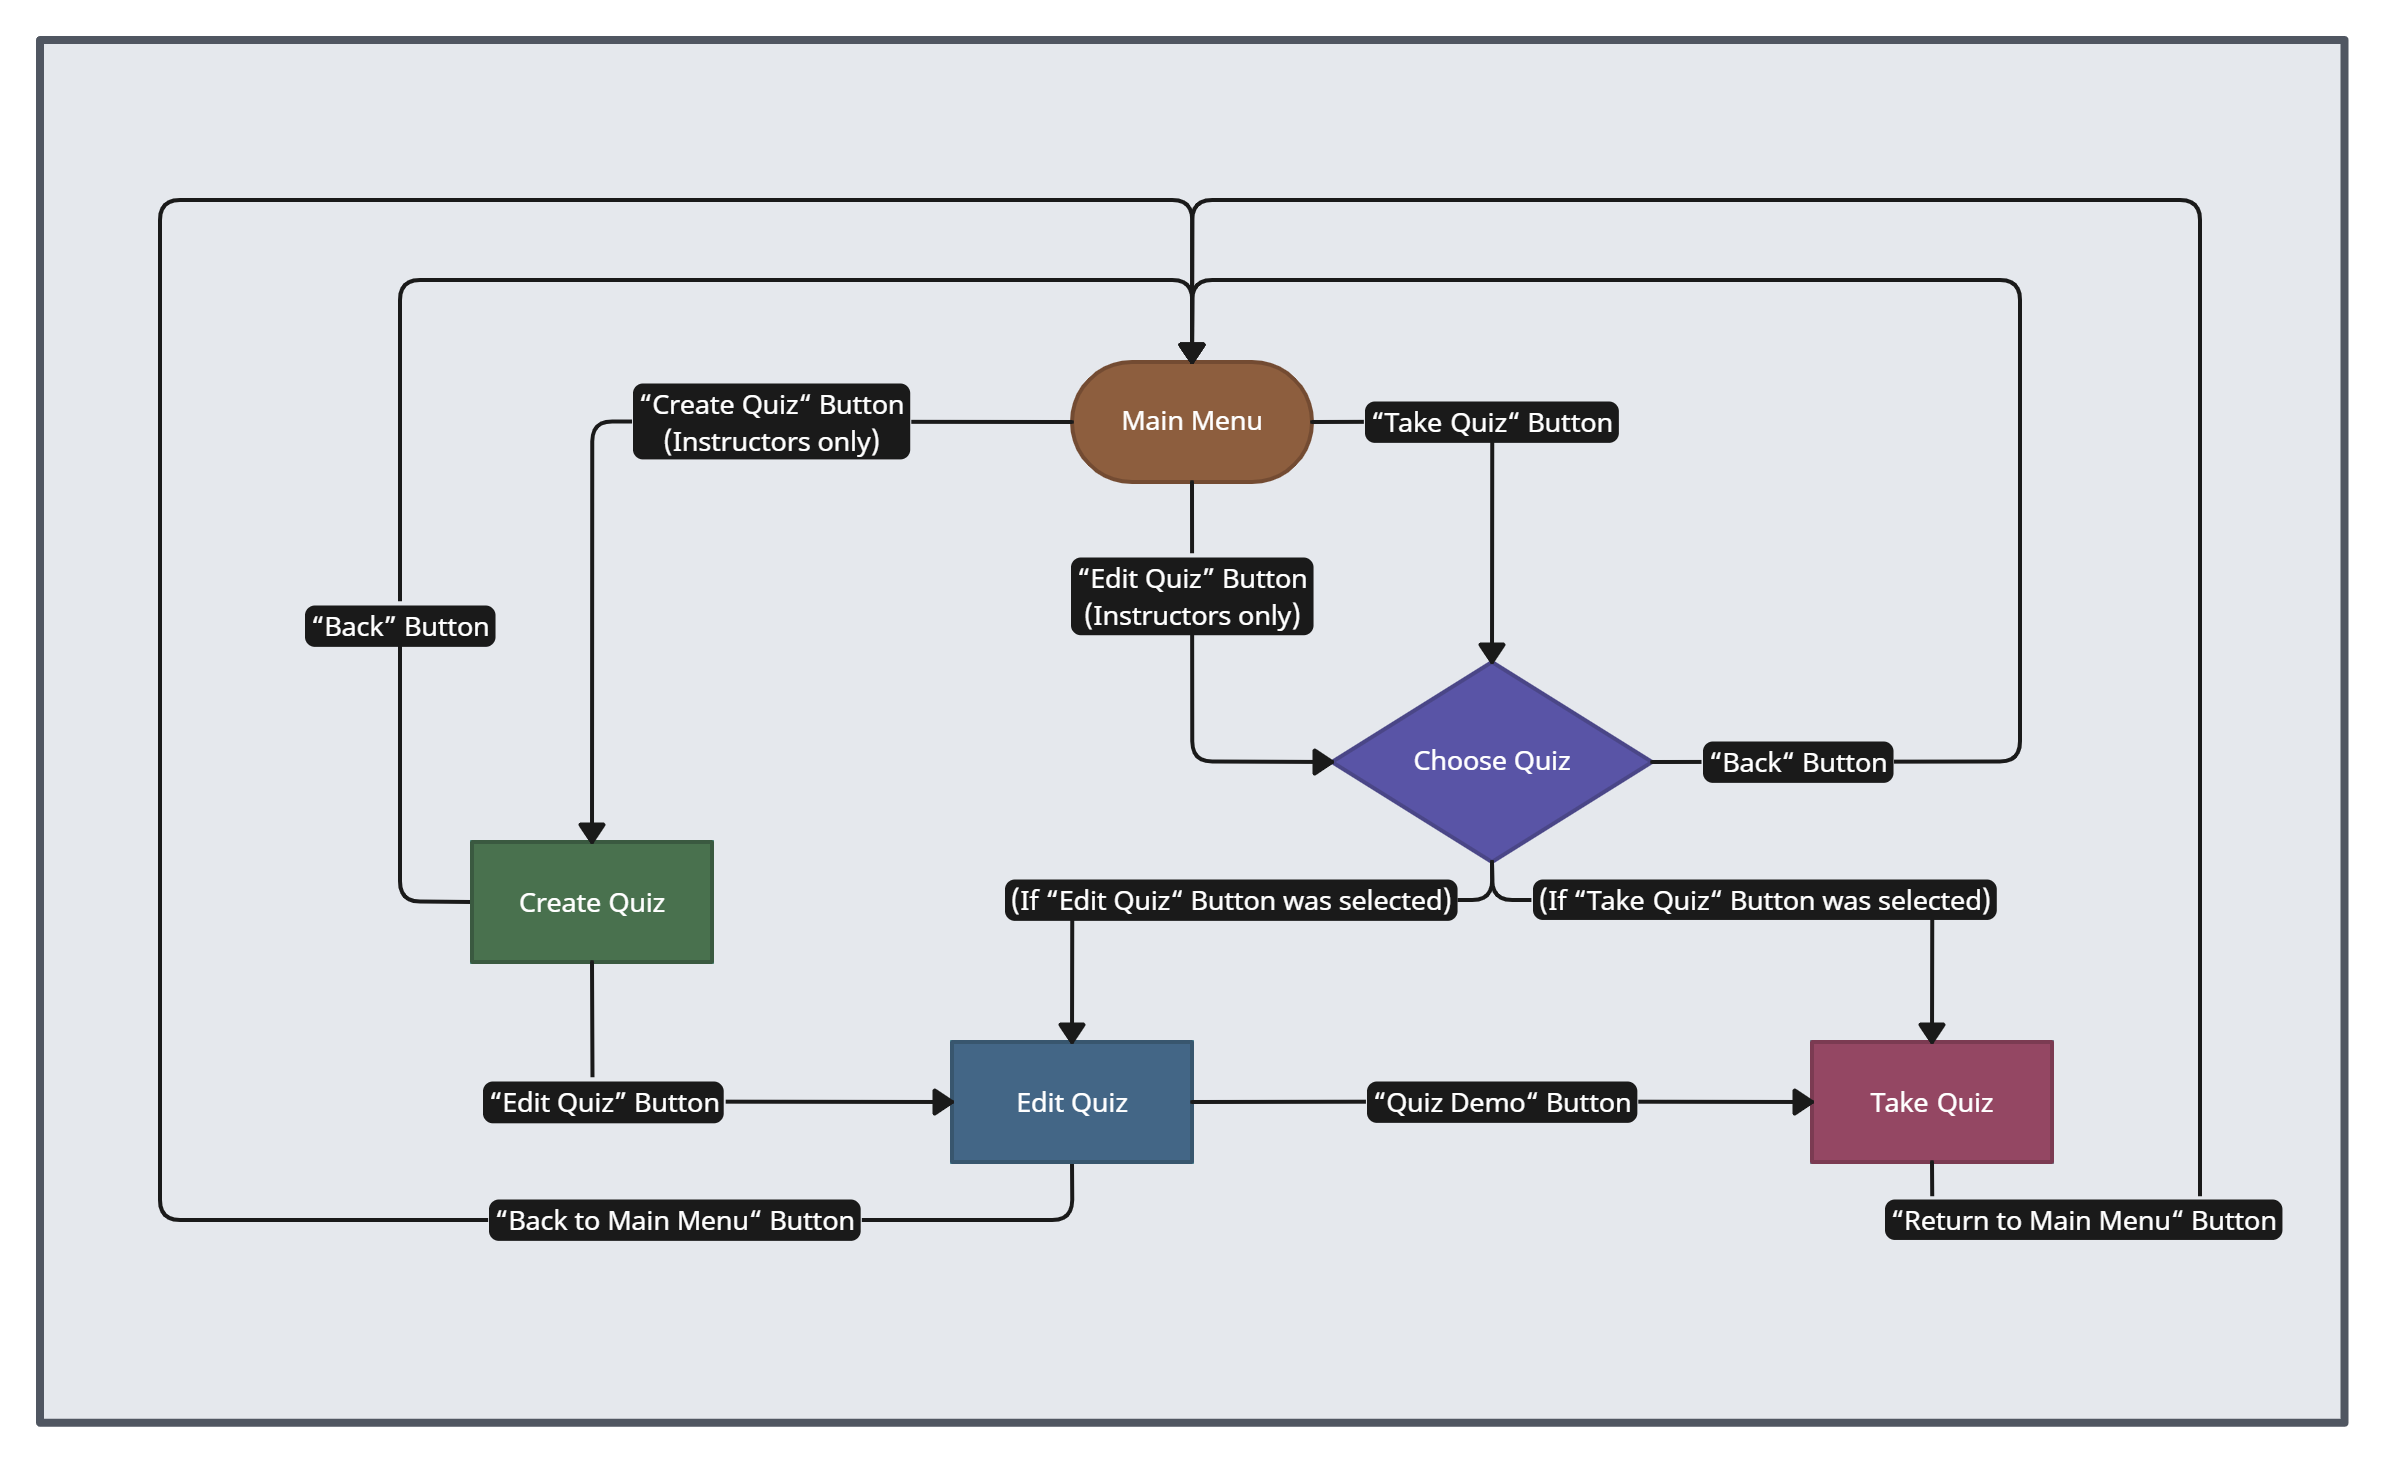 “Create Quiz“ Button
(Instructors only)
Main Menu
“Take Quiz“ Button
“Edit Quiz” Button
(Instructors only)
“Back” Button
Choose Quiz
“Back“ Button
Create Quiz
(If “Edit Quiz“ Button was selected)
(If “Take Quiz“ Button was selected)
“Edit Quiz” Button
Edit Quiz
“Quiz Demo“ Button
Take Quiz
“Back to Main Menu“ Button
“Return to Main Menu“ Button